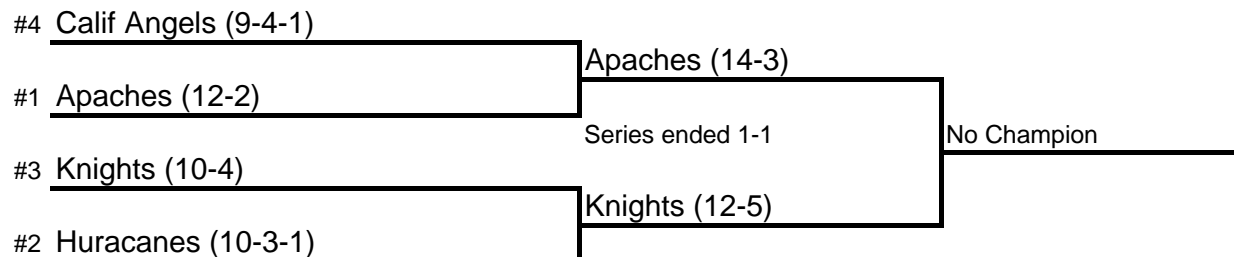 #4 Calif Angels (9-4-1)
Apaches (14-3)
#1 Apaches (12-2)
Series ended 1-1
No Champion
#3 Knights (10-4)
Knights (12-5)
#2 Huracanes (10-3-1)